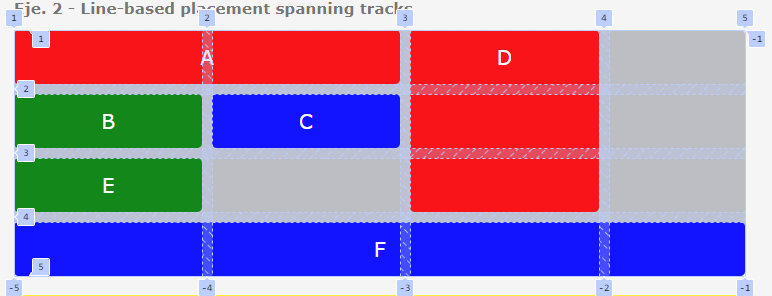 Eje. 2 - Line-based placement spanning tracks
1 2 3 4 5
1 -1
A D
2
B C
3
E
4
F
5
-5 -4 -3 -2 -1